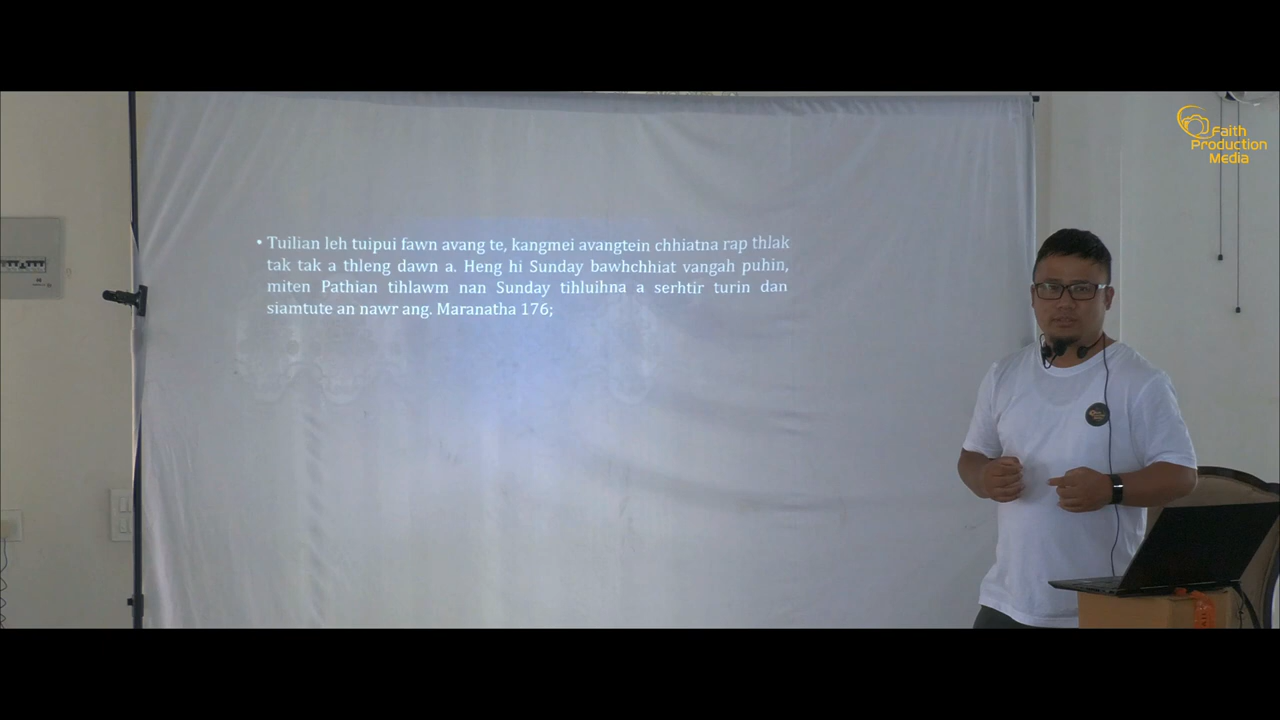 Faith
Production
Media
• Tuilian leh tuipui fawn avang te, kangmei avangtein chhiatna rap thlak
tak tak a thleng dawn a. Heng hi Sunday bawhchhiat vangah puhin,
miten Pathian tihlawm nan Sunday tihluihna a serhtir turin dan
siamtute an nawr ang. Maranatha 176;